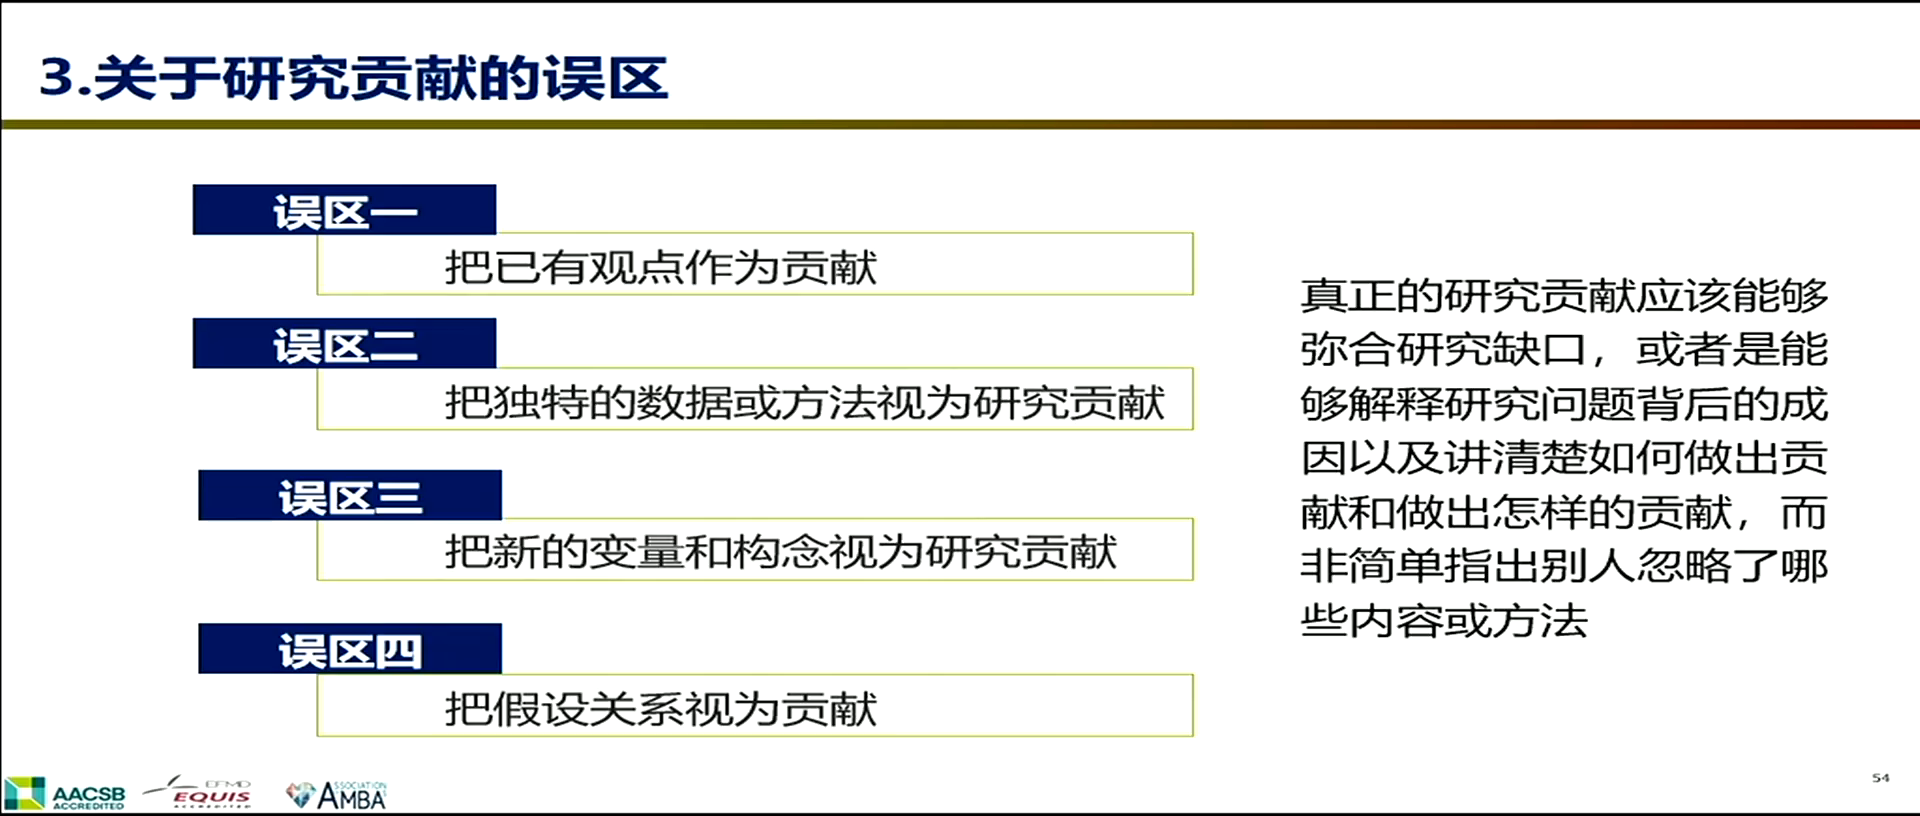 3.关于研究贡献的误区
误区一
把已有观点作为贡献
误区二
把独特的数据或方法视为研究贡献
误区三
把新的变量和构念视为研究贡献
误区四
把假设关系视为贡献
真正的研究贡献应该能够
弥合研究缺口，或者是能
够解释研究问题背后的成
因以及讲清楚如何做出贡
献和做出怎样的贡献，而
非简单指出别人忽略了哪
些内容或方法
AACSB
ACCREDITED
EFMD
EQUIS
ACCREDITED
ASSOCIATION
AMBA
54